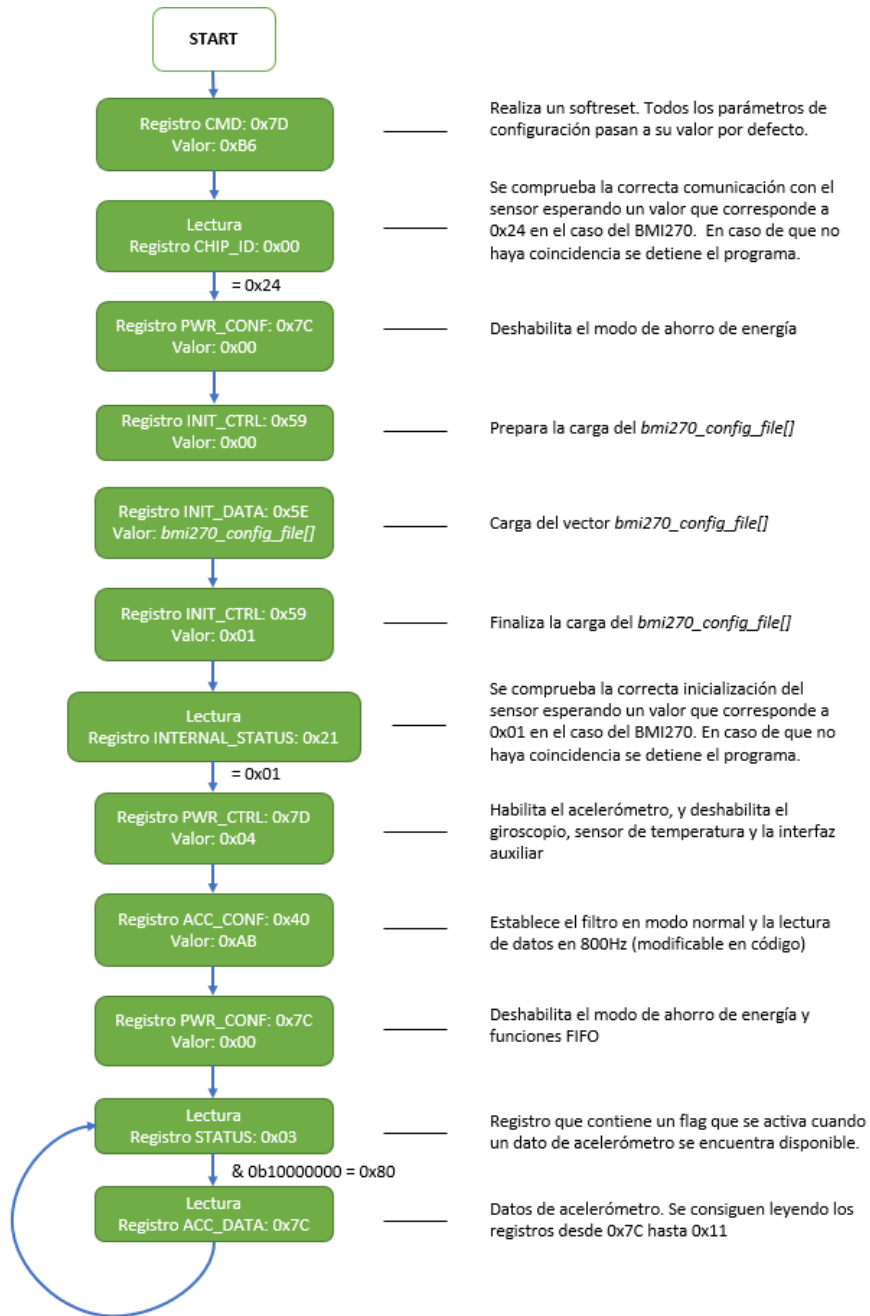 START
Registro CMD: 0x7D
Valor: 0xB6
Realiza un softreset. Todos los parámetros de
configuración pasan a su valor por defecto.
Lectura
Registro CHIP_ID: 0x00
Se comprueba la correcta comunicación con el
sensor esperando un valor que corresponde a
0x24 en el caso del BMI270.  En caso de que no
haya coincidencia se detiene el programa.
= 0x24
Registro PWR_CONF: 0x7C
Valor: 0x00
Deshabilita el modo de ahorro de energía
Registro INIT_CTRL: 0x59
Valor: 0x00
Prepara la carga del bmi270_config_file[]
Registro INIT_DATA: 0x5E
Valor: bmi270_config_file[]
Carga del vector bmi270_config_file[]
Registro INIT_CTRL: 0x59
Valor: 0x01
Finaliza la carga del bmi270_config_file[]
Lectura
Registro INTERNAL_STATUS: 0x21
Se comprueba la correcta inicialización del
sensor esperando un valor que corresponde a
0x01 en el caso del BMI270. En caso de que no
haya coincidencia se detiene el programa.
= 0x01
Registro PWR_CTRL: 0x7D
Valor: 0x04
Habilita el acelerómetro, y deshabilita el
giroscopio, sensor de temperatura y la interfaz
auxiliar
Registro ACC_CONF: 0x40
Valor: 0xAB
Establece el filtro en modo normal y la lectura
de datos en 800Hz (modificable en código)
Registro PWR_CONF: 0x7C
Valor: 0x00
Deshabilita el modo de ahorro de energía y
funciones FIFO
Lectura
Registro STATUS: 0x03
Registro que contiene un flag que se activa cuando
un dato de acelerómetro se encuentra disponible.
& 0b10000000 = 0x80
Lectura
Registro ACC_DATA: 0x7C
Datos de acelerómetro. Se consiguen leyendo los
registros desde 0x7C hasta 0x11